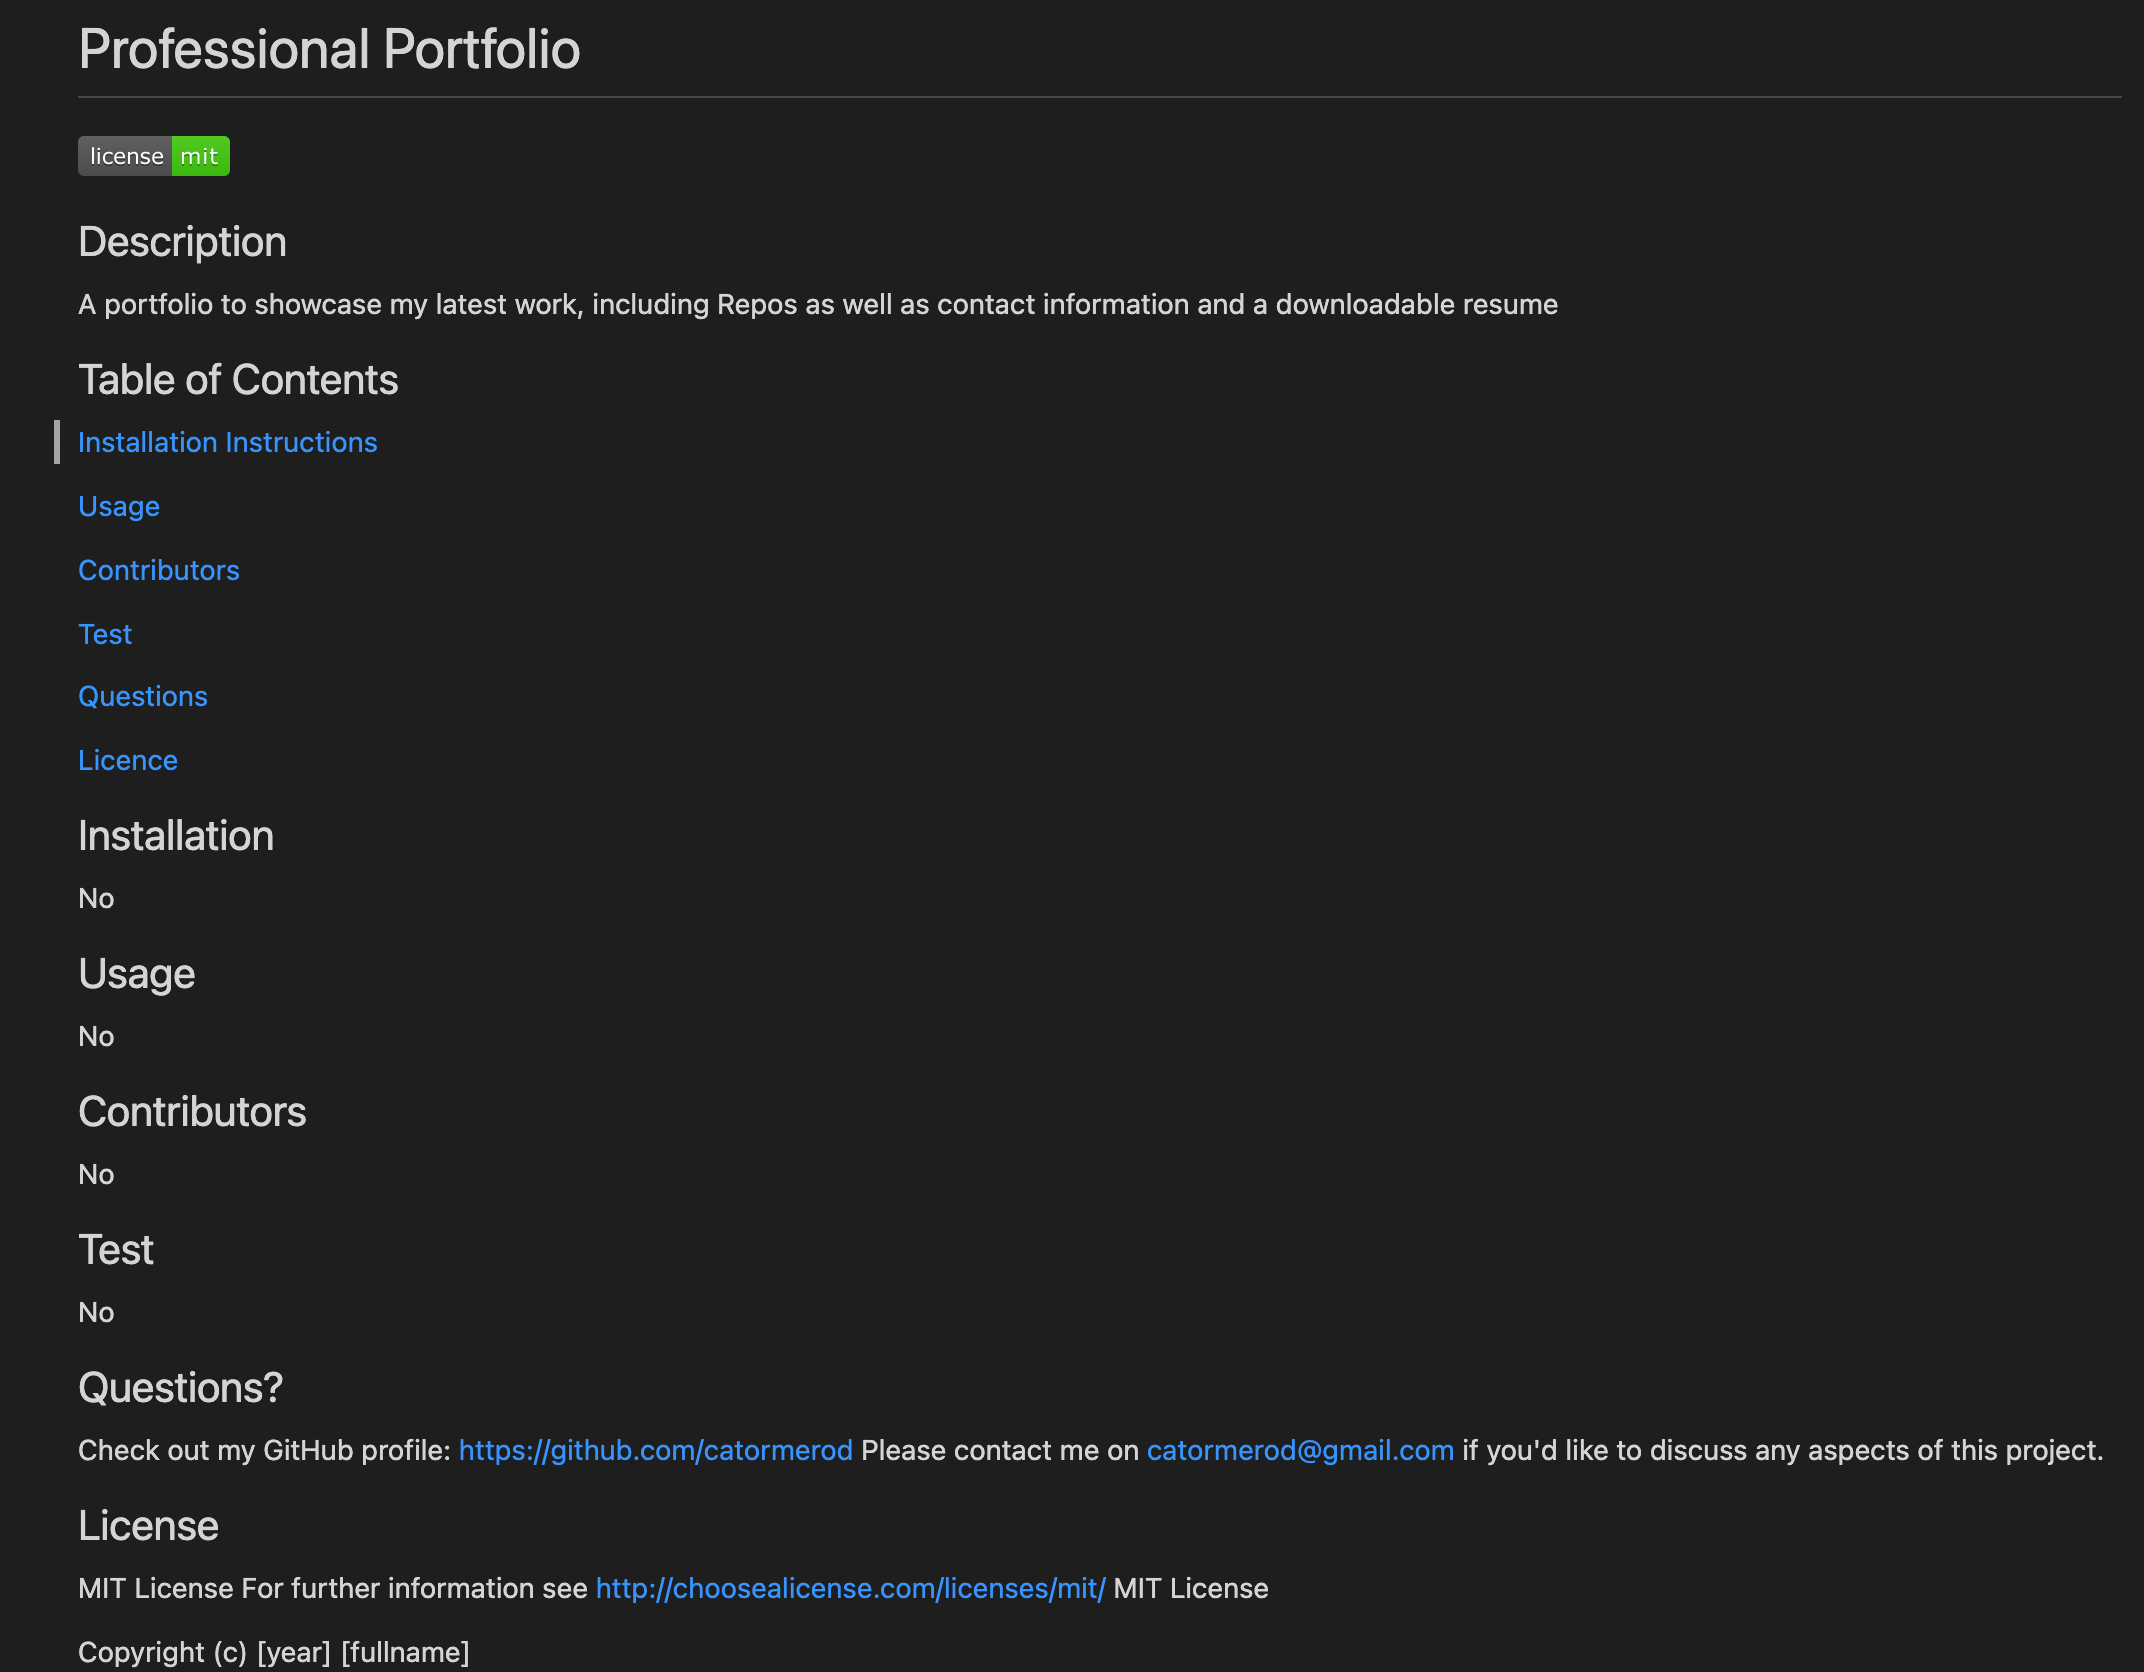 Professional Portfolio
license mit
Description
A portfolio to showcase my latest work, including Repos as well as contact information and a downloadable resume
Table of Contents
Installation Instructions
Usage
Contributors
Test
Questions
Licence
Installation
No
Usage
No
Contributors
No
Test
No
Questions?
Check out my GitHub profile: https://github.com/catormerod Please contact me on catormerod@gmail.com if you'd like to discuss any aspects of this project.
License
MIT License For further information see http://choosealicense.com/licenses/mit/ MIT License
Copyright (c) [year] [fullname]